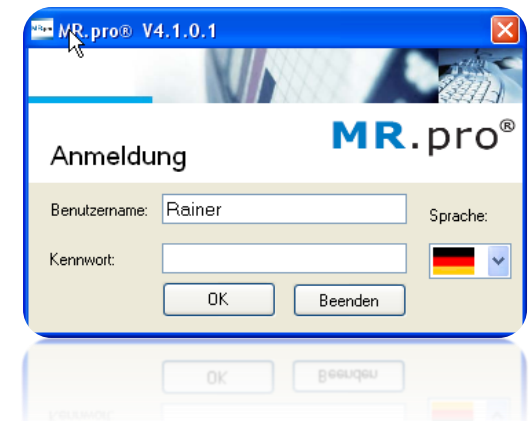 MR.pro® V4.1.0.1
MR.pro®
Anmeldung
Benutzername: Rainer
Sprache:
Kennwort:
OK Beenden